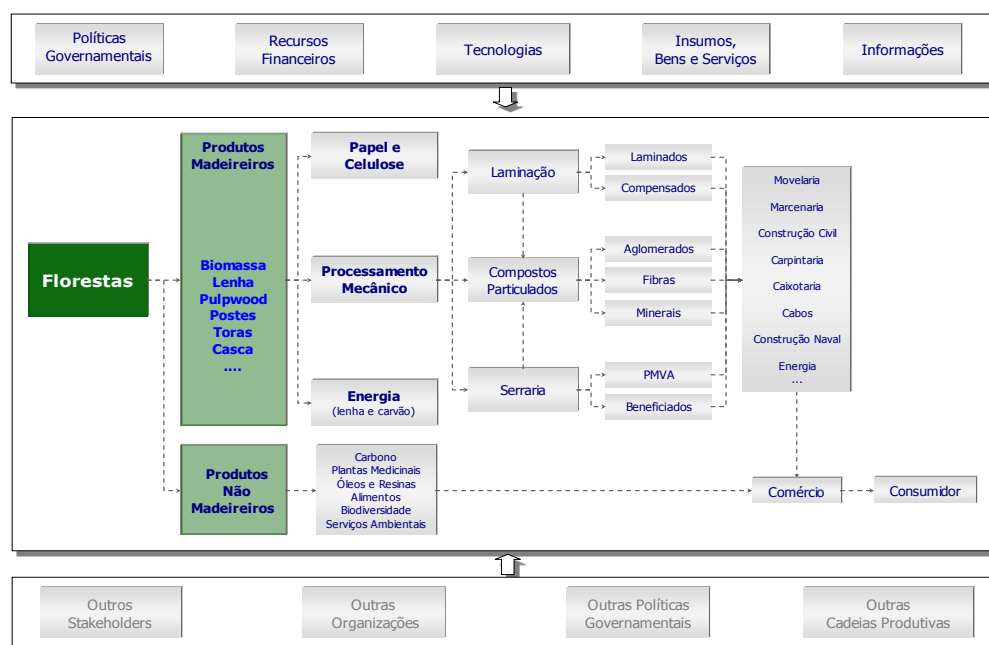 Políticas
Governamentais
Recursos
Financeiros
Tecnologias
Insumos,
Bens e Serviços
Informações
Florestas
Produtos
Madeireiros
Biomassa
Lenha
Pulpwood
Postes
Toras
Casca
....
Papel e
Celulose
Processamento
Mecânico
Energia
(lenha e carvão)
Laminação
Compostos
Particulados
Serraria
Laminados
Compensados
Aglomerados
Fibras
Minerais
PMVA
Beneficiados
Movelaria
Marcenaria
Construção Civil
Carpintaria
Caixotaria
Cabos
Construção Naval
Energia
...
Produtos
Não
Madeireiros
Carbono
Plantas Medicinais
Óleos e Resinas
Alimentos
Biodiversidade
Serviços Ambientais
Comércio
Consumidor
Outros
Stakeholders
Outras
Organizações
Outras Políticas
Governamentais
Outras
Cadeias Produtivas